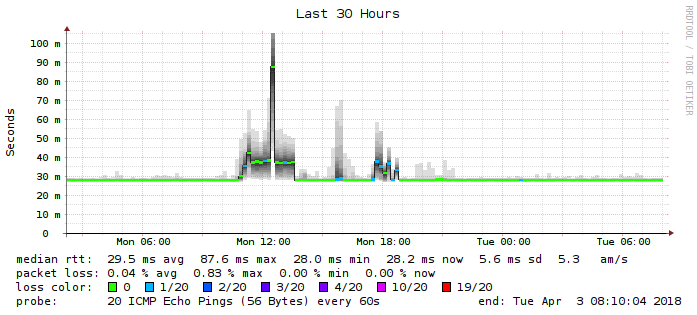 Last 30 Hours
RRDTOOL / TOBI OETIKER
Seconds
100 m
90 m
80 m
70 m
60 m
50 m
40 m
30 m
20 m
10 m
0
Mon 06:00 Mon 12:00 Mon 18:00 Tue 00:00 Tue 06:00
median rtt: 29.5 ms avg 87.6 ms max 28.0 ms min 28.2 ms now 5.6 ms sd 5.3 am/s
packet loss: 0.04 % avg 0.83 % max 0.00 % min 0.00 % now
loss color: 0 1/20 2/20 3/20 4/20 10/20 19/20
probe: 20 ICMP Echo Pings (56 Bytes) every 60s end: Tue Apr 3 08:10:04 2018